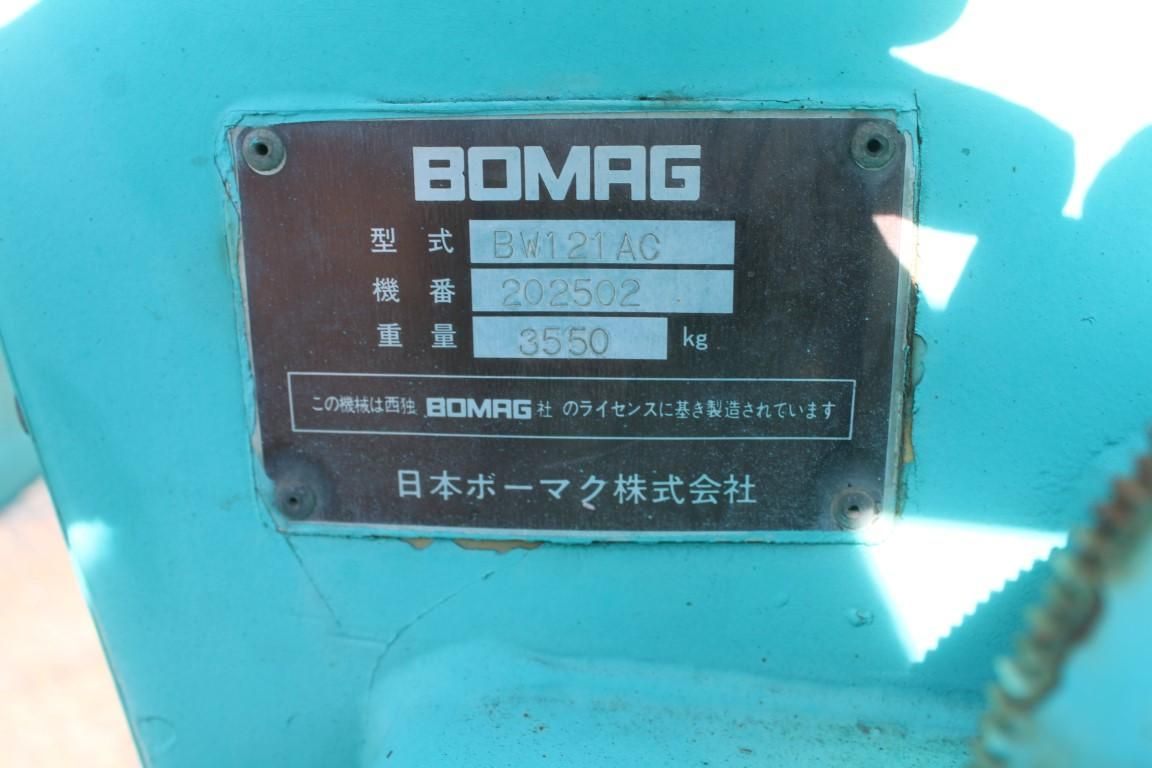 BOMAG
型式 BW121AC
機番 202502
重量 3550 kg
この機械は西独 BOMAG 社 のライセンスに基き製造されています
日本ボーマク株式会社